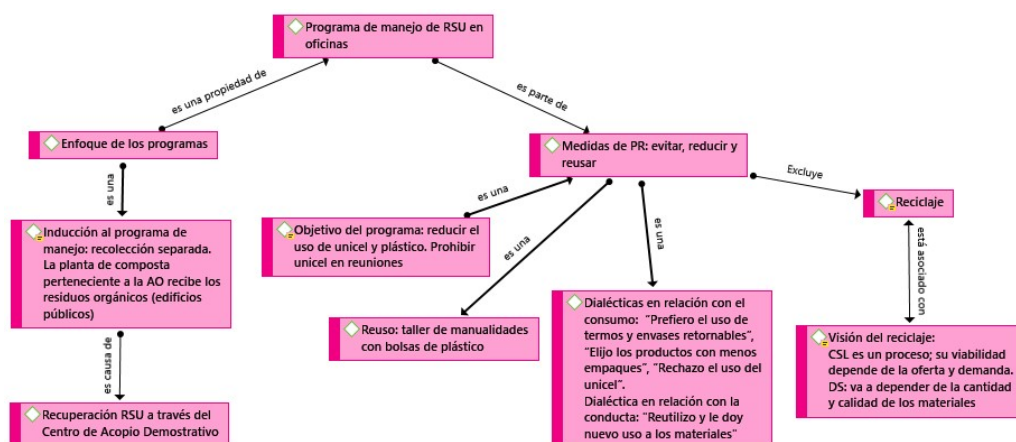 Programa de manejo de RSU en
oficinas
es una propiedad de
es parte de
Enfoque de los programas
Medidas de PR: evitar, reducir y
reusar
Excluye
es una
es una
Reciclaje
Inducción al programa de
manejo: recolección separada.
La planta de composta
perteneciente a la AO recibe los
residuos orgánicos (edificios
públicos)
Objetivo del programa: reducir el
uso de unicel y plástico. Prohibir
unicel en reuniones
es una
es una
está asociado con
Reuso: taller de manualidades
con bolsas de plástico
Dialécticas en relación con el
consumo: "Prefiero el uso de
termos y envases retornables",
"Elijo los productos con menos
empaques", "Rechazo el uso del
unicel".
Dialéctica en relación con la
conducta: "Reutilizo y le doy
nuevo uso a los materiales"
Visión del reciclaje:
CSL es un proceso; su viabilidad
depende de la oferta y demanda.
DS: va a depender de la cantidad
y calidad de los materiales
es causa de
Recuperación RSU a través del
Centro de Acopio Demostrativo